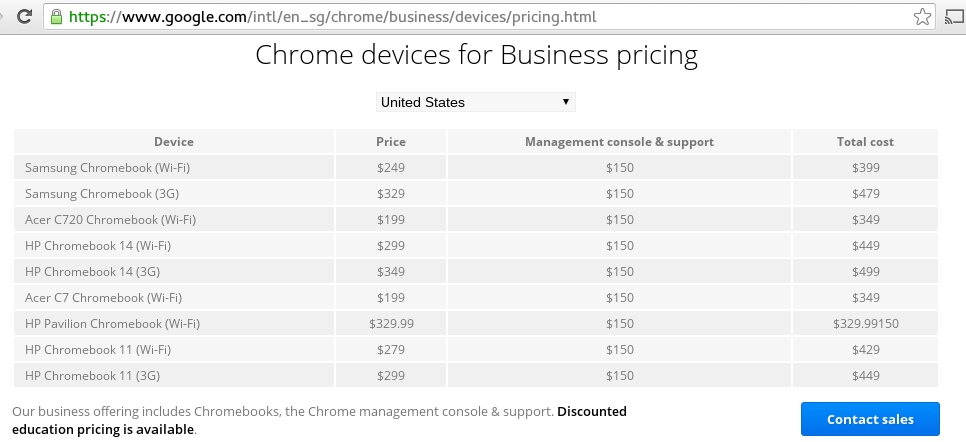 https://www.google.com/intl/en_sg/chrome/business/devices/pricing.html
Chrome devices for Business pricing
United States
Device Price Management console & support Total cost
Samsung Chromebook (Wi-Fi) $249 $150 $399
Samsung Chromebook (3G) $329 $150 $479
Acer C720 Chromebook (Wi-Fi) $199 $150 $349
HP Chromebook 14 (Wi-Fi) $299 $150 $449
HP Chromebook 14 (3G) $349 $150 $499
Acer C7 Chromebook (Wi-Fi) $199 $150 $349
HP Pavilion Chromebook (Wi-Fi) $329.99 $150 $329.99150
HP Chromebook 11 (Wi-Fi) $279 $150 $429
HP Chromebook 11 (3G) $299 $150 $449
Our business offering includes Chromebooks, the Chrome management console & support. Discounted
education pricing is available.
Contact sales